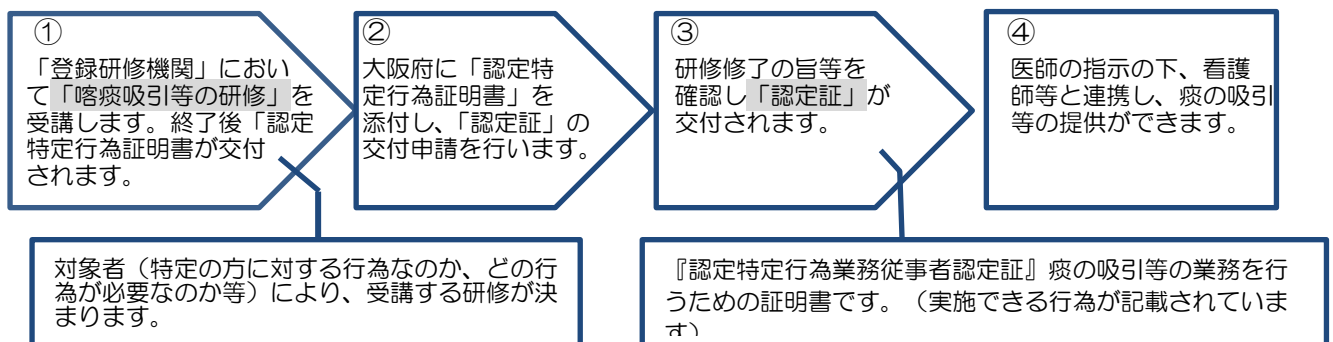 ①
「登録研修機関」におい
て「喀痰吸引等の研修」を
受講します。終了後「認定
特定行為証明書が交付
されます。
②
大阪府に「認定特
定行為証明書」を
添付し、「認定証」の
交付申請を行います。
③
研修修了の旨等を
確認し「認定証」が
交付されます。
④
医師の指示の下、看護
師等と連携し、痰の吸引
等の提供ができます。
対象者（特定の方に対する行為なのか、どの行
為が必要なのか等）により、受講する研修が決
まります。
『認定特定行為業務従事者認定証』痰の吸引等の業務を行
うための証明書です。（実施できる行為が記載されていま
す）